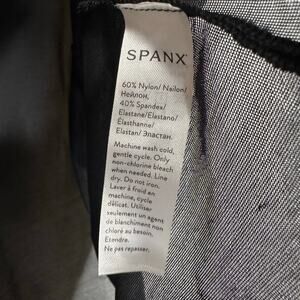 SPANX®
60% Nylon/ Nailon/
Нейлон,
40% Spandex/
Elastane/Elastano/
Élasthanne/
Elastan/ Эластан.
Machine wash cold,
gentle cycle. Only
non-chlorine bleach
when needed. Line
dry. Do not iron.
Laver à froid en
machine, cycle
délicat. Utiliser
seulement un agent
de blanchiment non
chloré au besoin.
Étendre.
Ne pas repasser.